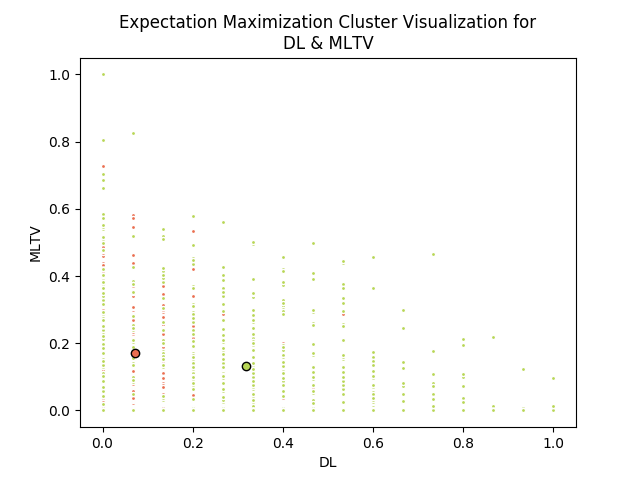 Expectation Maximization Cluster Visualization for
DL & MLTV
1.0
0.8
0.6
0.4
0.2
0.0
MLTV
0.0 0.2 0.4 0.6 0.8 1.0
DL